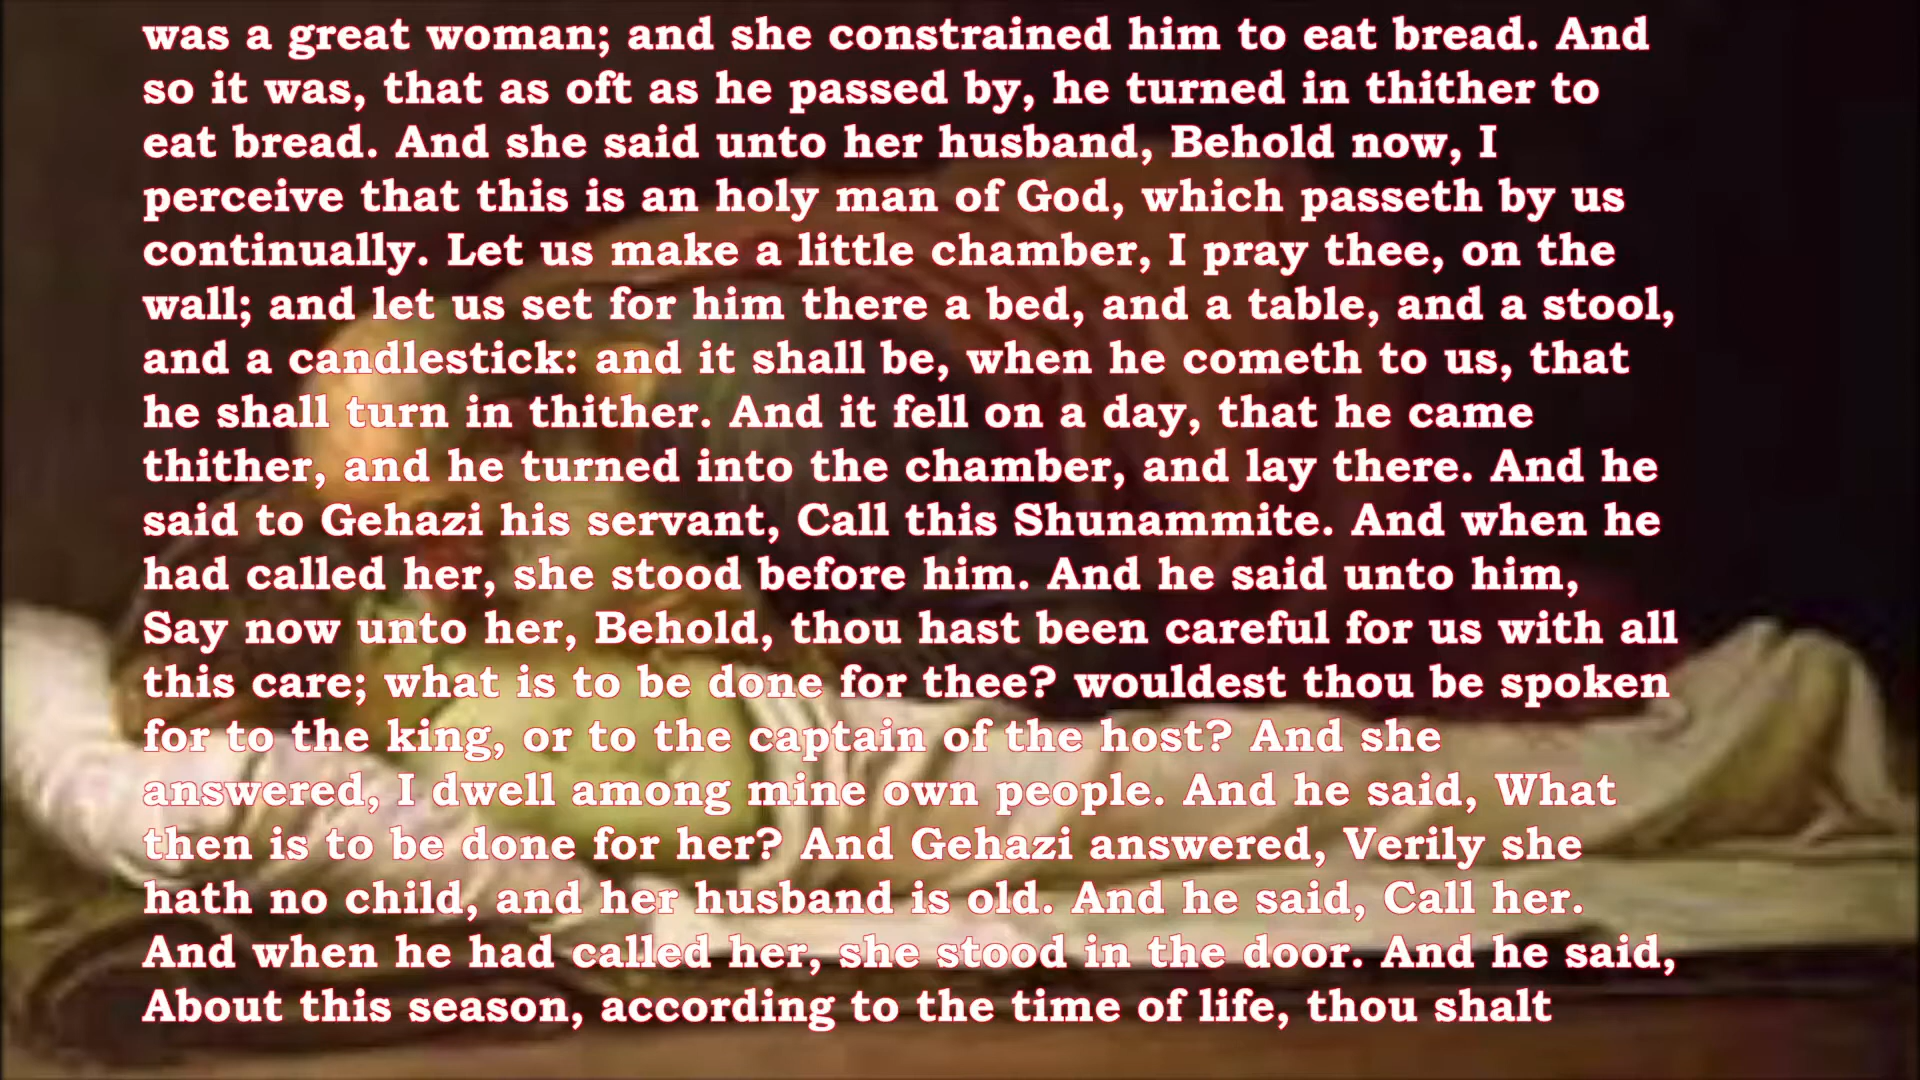 was a great woman; and she constrained him to eat bread. And
so it was, that as oft as he passed by, he turned in thither to
eat bread. And she said unto her husband, Behold now, I
perceive that this is an holy man of God, which passeth by us
continually. Let us make a little chamber, I pray thee, on the
wall; and let us set for him there a bed, and a table, and a stool,
and a candlestick: and it shall be, when he cometh to us, that
he shall turn in thither. And it fell on a day, that he came
thither, and he turned into the chamber, and lay there. And he
said to Gehazi his servant, Call this Shunammite. And when he
had called her, she stood before him. And he said unto him,
Say now unto her, Behold, thou hast been careful for us with all
this care; what is to be done for thee? wouldest thou be spoken
for to the king, or to the captain of the host? And she
answered, I dwell among mine own people. And he said, What
then is to be done for her? And Gehazi answered, Verily she
hath no child, and her husband is old. And he said, Call her.
And when he had called her, she stood in the door. And he said,
About this season, according to the time of life, thou shalt